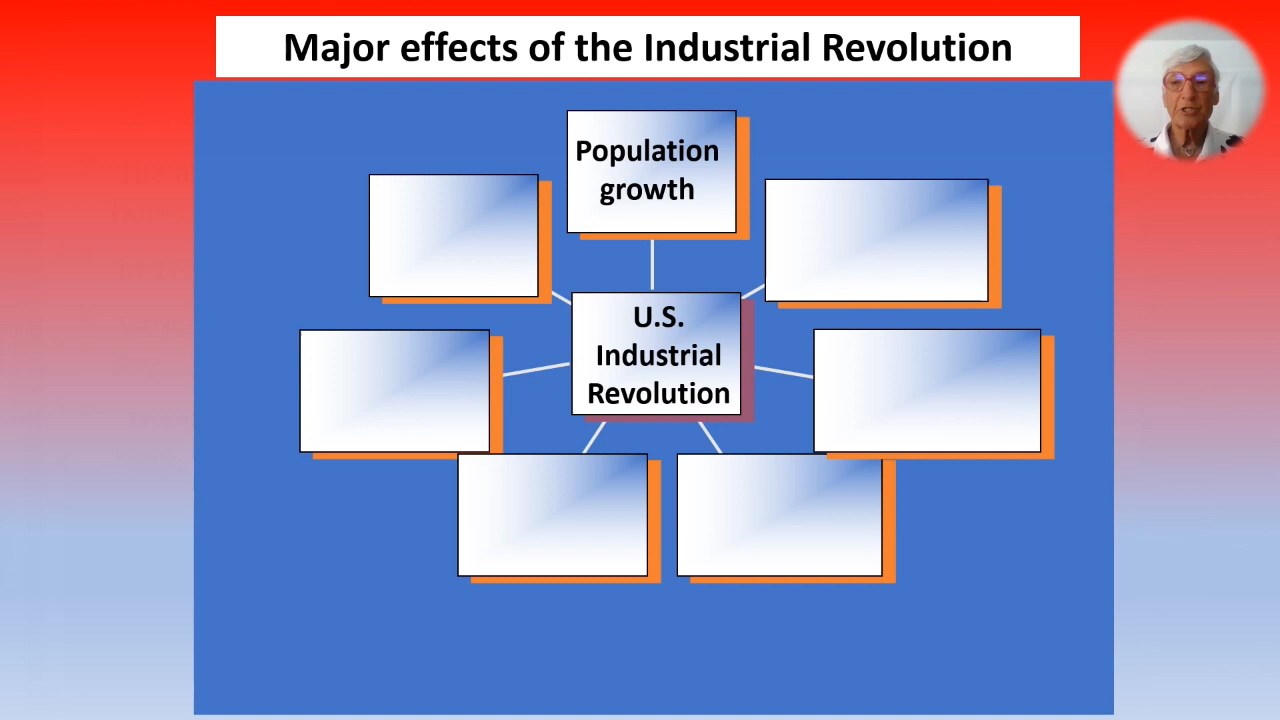 Major effects of the Industrial Revolution
Population
growth
U.S.
Industrial
Revolution